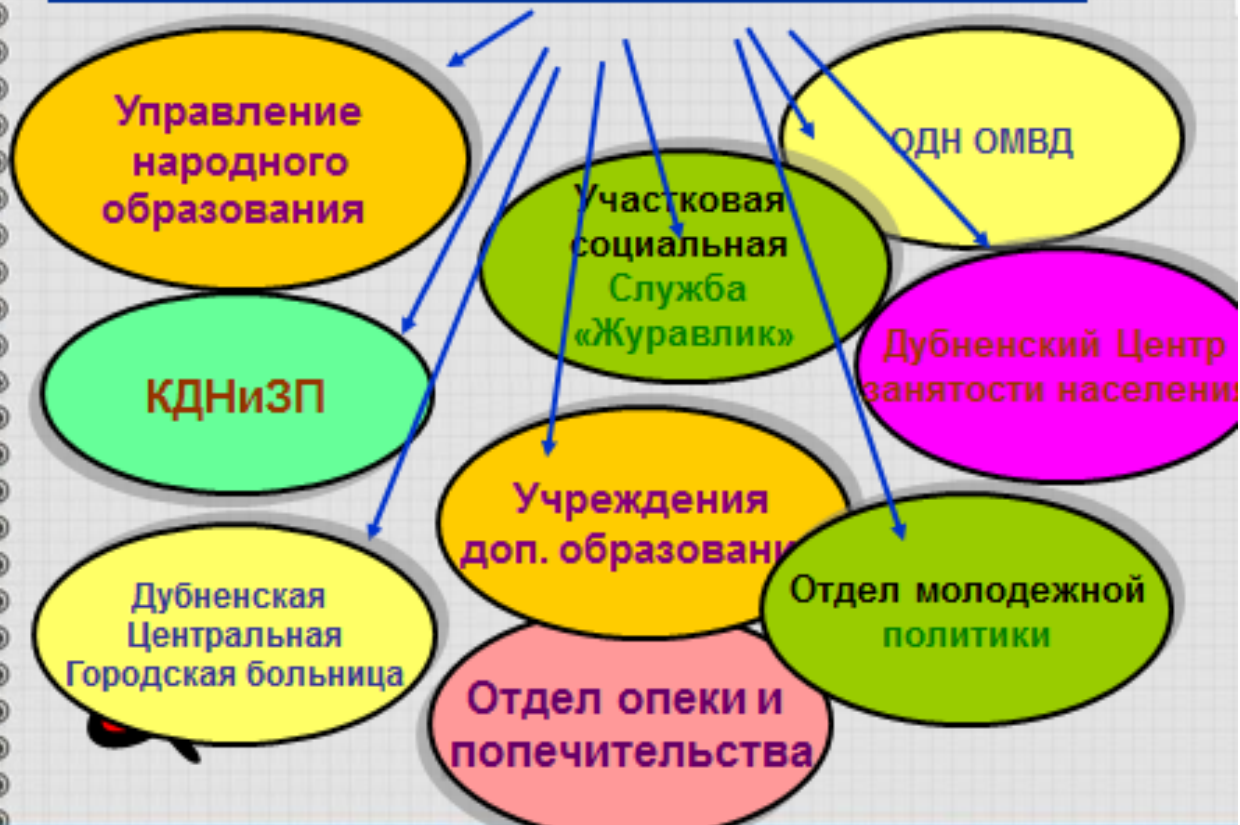 Управление
народного
образования
ОДН ОМВД
Участковая
социальная
Служба
«Журавлик»
Дубненский Центр
занятости населения
КДНиЗП
Учреждения
доп. образовани
Отдел молодежной
политики
Дубненская
Центральная
Городская больница
Отдел опеки и
попечительства